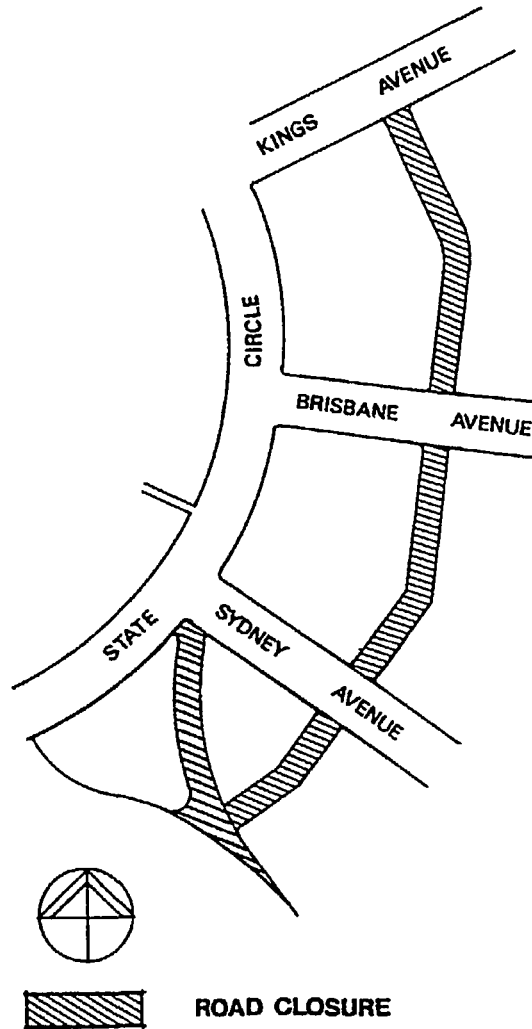 KINGS AVENUE
CIRCLE
BRISBANE AVENUE
STATE
SYDNEY AVENUE
ROAD CLOSURE